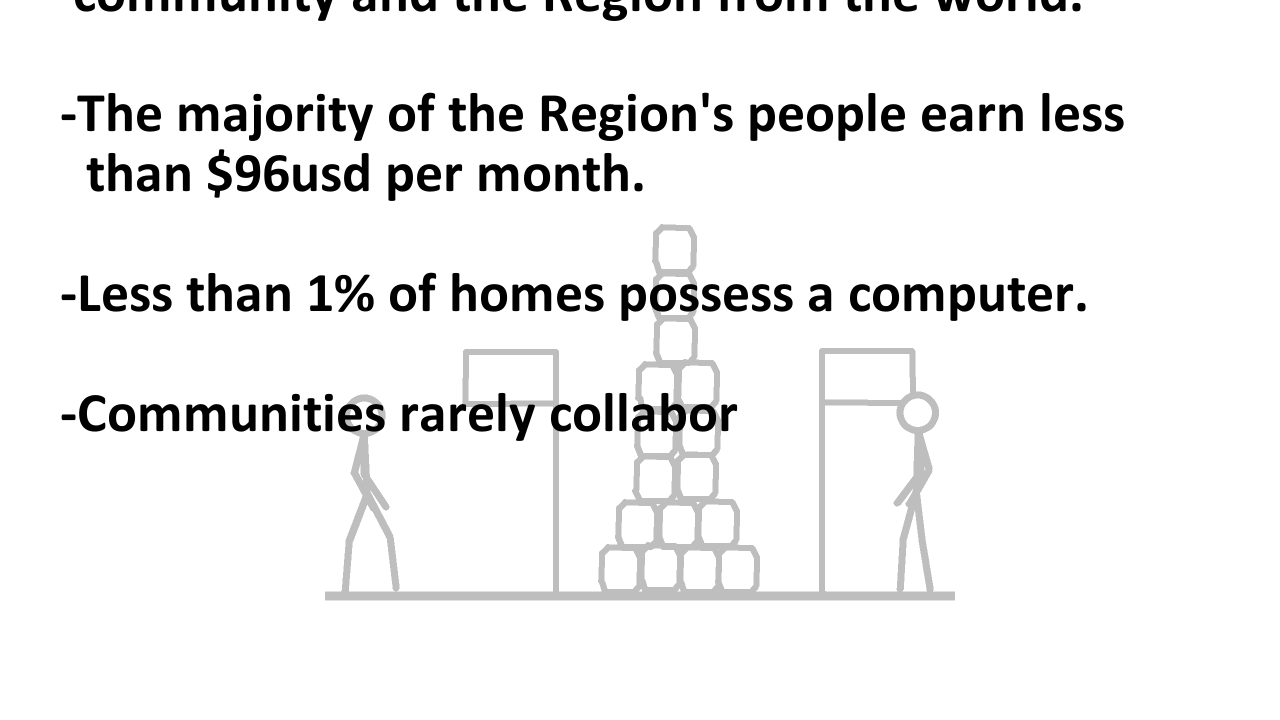 community and the Region from the world.
-The majority of the Region's people earn less
than $96usd per month.
-Less than 1% of homes possess a computer.
-Communities rarely collabor